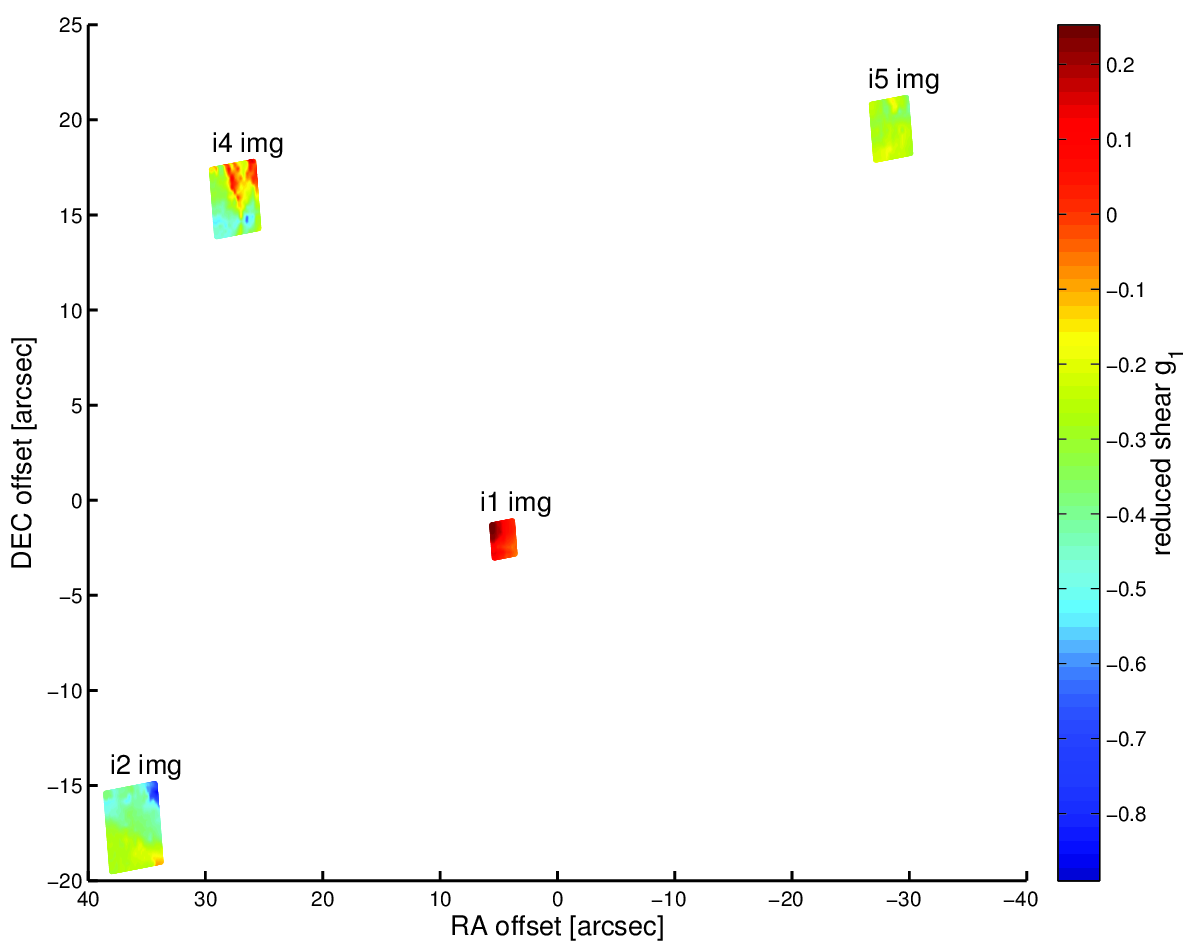 25
20
15
10
5
0
−5
−10
−15
−20
DEC offset [arcsec]
40 30 20 10 0 −10 −20 −30 −40
RA offset [arcsec]
i5 img
i4 img
i1 img
i2 img
0.2
0.1
0
−0.1
−0.2
−0.3
−0.4
−0.5
−0.6
−0.7
−0.8
reduced shear g1